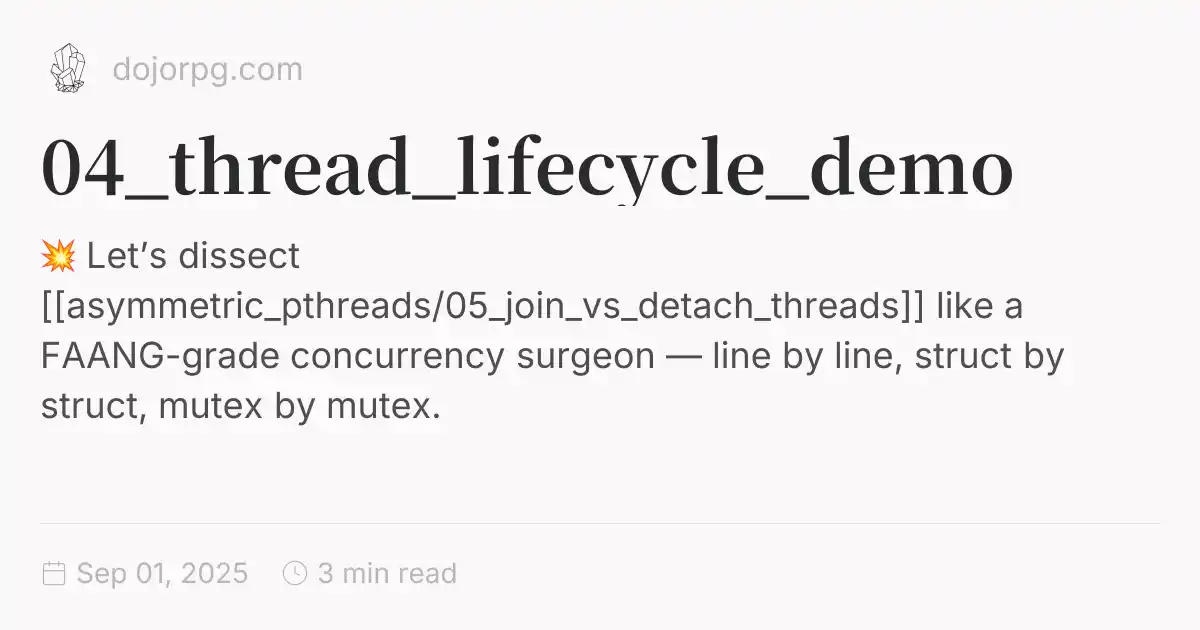 dojorpg.com
04_thread_lifecycle_demo
💥 Let’s dissect
[[asymmetric_pthreads/05_join_vs_detach_threads]] like a
FAANG-grade concurrency surgeon — line by line, struct by
struct, mutex by mutex.
Sep 01, 2025 3 min read